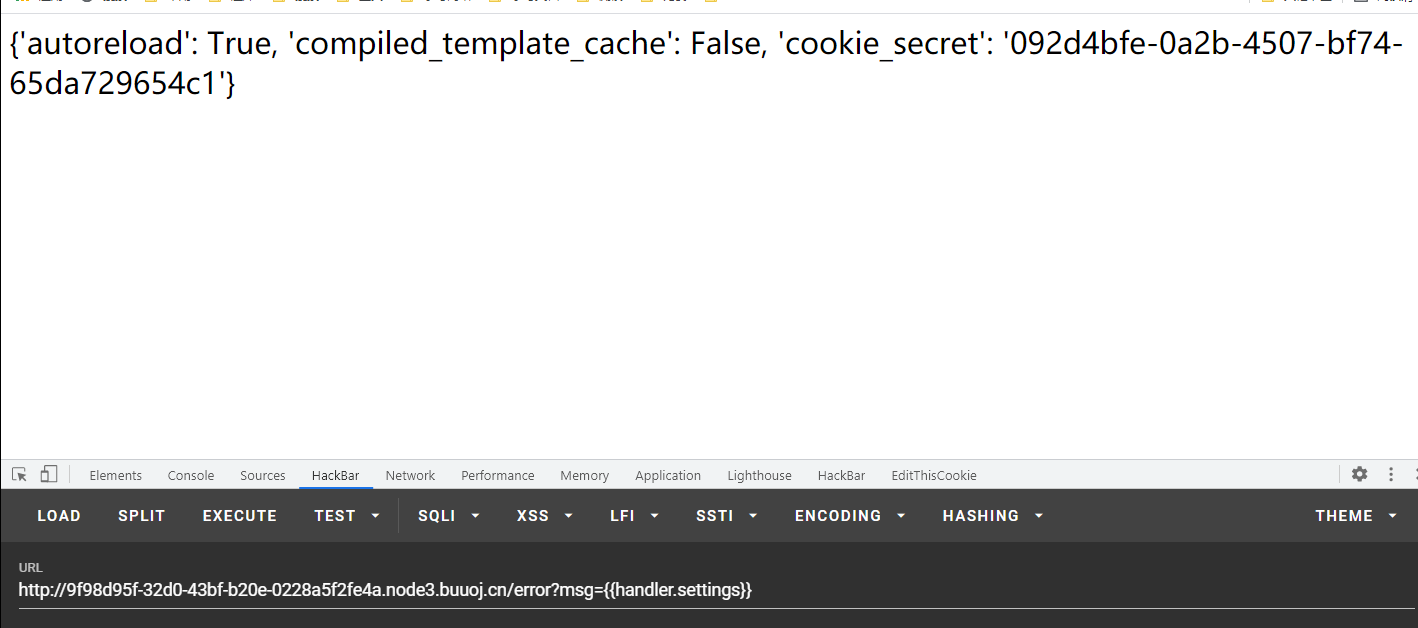 {'autoreload': True, 'compiled_template_cache': False, 'cookie_secret': '092d4bfe-0a2b-4507-bf74-
65da729654c1'}
Elements Console Sources HackBar Network Performance Memory Application Lighthouse HackBar EditThisCookie
LOAD SPLIT EXECUTE TEST SQLI XSS LFI SSTI ENCODING HASHING THEME
URL
http://9f98d95f-32d0-43bf-b20e-0228a5f2fe4a.node3.buuoj.cn/error?msg={{handler.settings}}